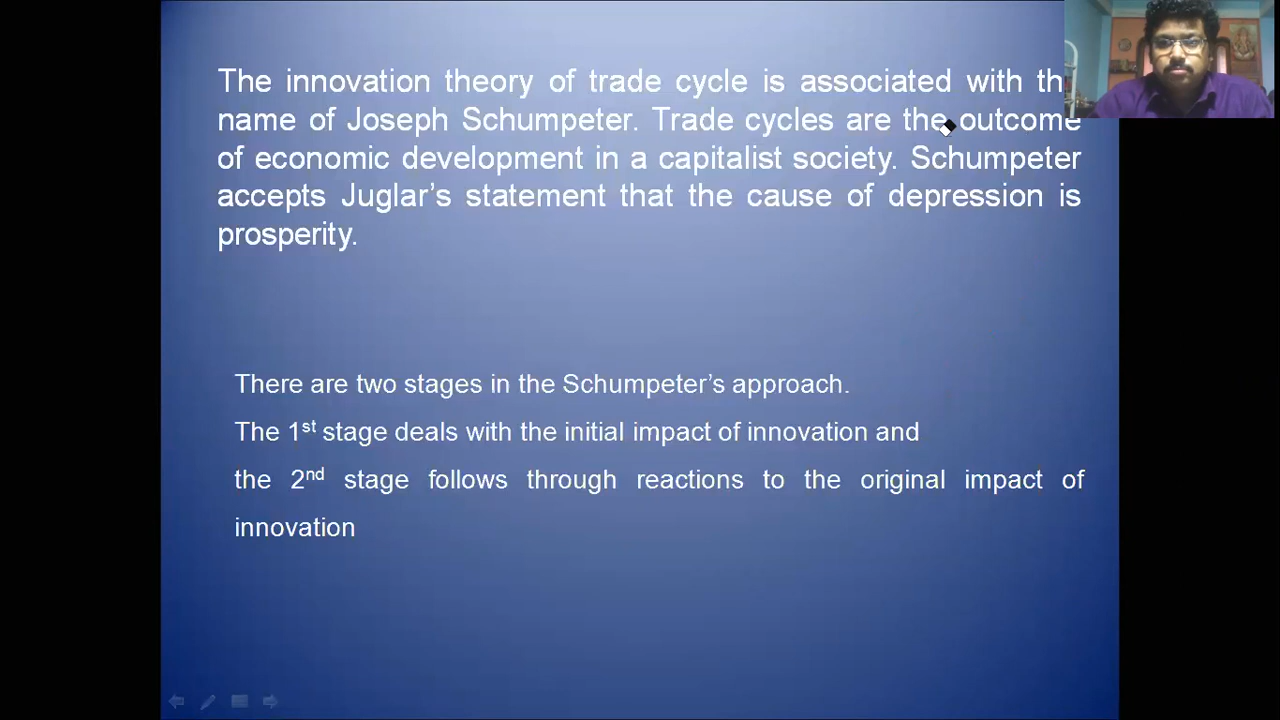 The innovation theory of trade cycle is associated with th
name of Joseph Schumpeter. Trade cycles are the outcome
of economic development in a capitalist society. Schumpeter
accepts Juglar’s statement that the cause of depression is
prosperity.
There are two stages in the Schumpeter’s approach.
The 1st stage deals with the initial impact of innovation and
the 2nd stage follows through reactions to the original impact of
innovation